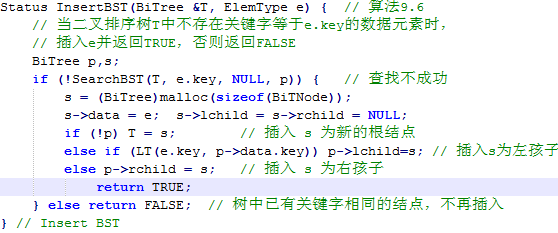 Status InsertBST(BiTree &T, ElemType e) {  // 算法9.6
  // 当二叉排序树T中不存在关键字等于e.key的数据元素时，
  // 插入e并返回TRUE，否则返回FALSE
  BiTree p,s;
  if (!SearchBST(T, e.key, NULL, p)) {   // 查找不成功
    s = (BiTree)malloc(sizeof(BiTNode));
    s->data = e;  s->lchild = s->rchild = NULL;
    if (!p) T = s;        // 插入 s 为新的根结点
    else if (LT(e.key, p->data.key)) p->lchild=s; // 插入s为左孩子
    else p->rchild = s;   // 插入 s 为右孩子
        return TRUE;
  } else return FALSE;  // 树中已有关键字相同的结点，不再插入
} // Insert BST